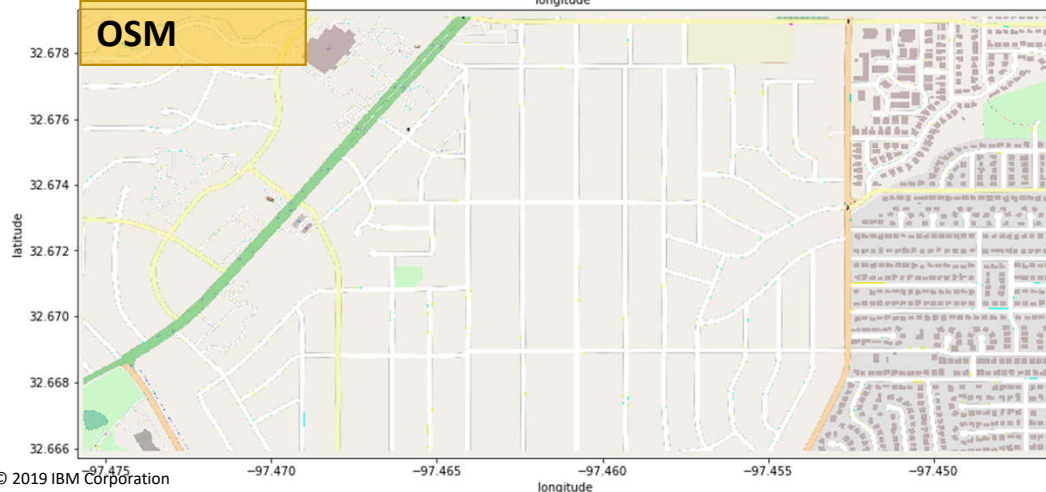 longitude
OSM
32.678
32.676
32.674
32.672
32.670
32.668
32.666
latitude
−97.475 −97.470 −97.465 −97.460 −97.455 −97.450
© 2019 IBM Corporation
longitude